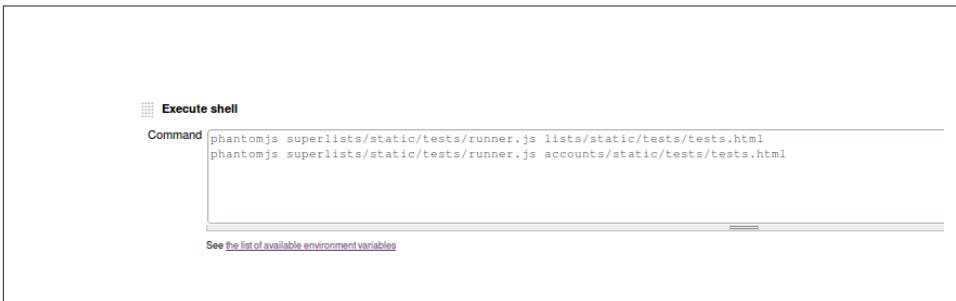 Execute shell
Command
phantomjs superlists/static/tests/runner.js lists/static/tests/tests.html
phantomjs superlists/static/tests/runner.js accounts/static/tests/tests.html
See the list of available environment variables